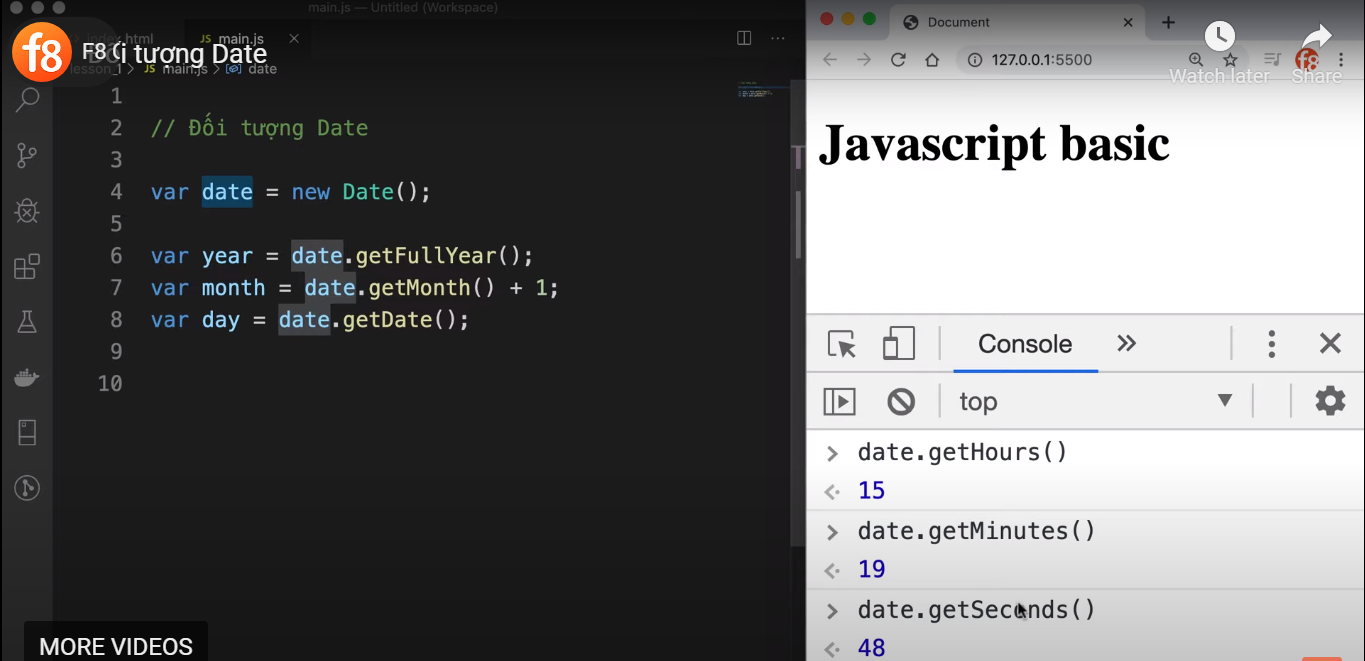 main.js — Untitled (Workspace)
index.html
JS main.js
f8 F8
i tượng Date
lesson_1 > JS main.js > date
1
2 // Đối tượng Date
3
4 var date = new Date();
5
6 var year = date.getFullYear();
7 var month = date.getMonth() + 1;
8 var day = date.getDate();
9
10
MORE VIDEOS
Document
127.0.0.1:5500
Watch later Share
Javascript basic
Console
top
date.getHours()
15
date.getMinutes()
19
date.getSeconds()
48